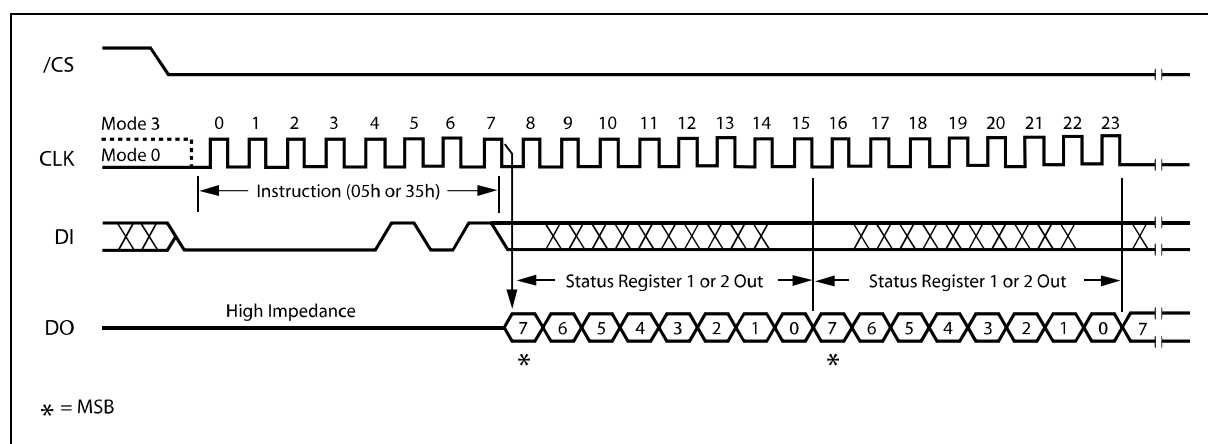 /CS
Mode 3
0 1 2 3 4 5 6 7 8 9 10 11 12 13 14 15 16 17 18 19 20 21 22 23
CLK
Mode 0
Instruction (05h or 35h)
DI
Status Register 1 or 2 Out
Status Register 1 or 2 Out
High Impedance
DO
7 6 5 4 3 2 1 0 7 6 5 4 3 2 1 0 7
* *
* = MSB